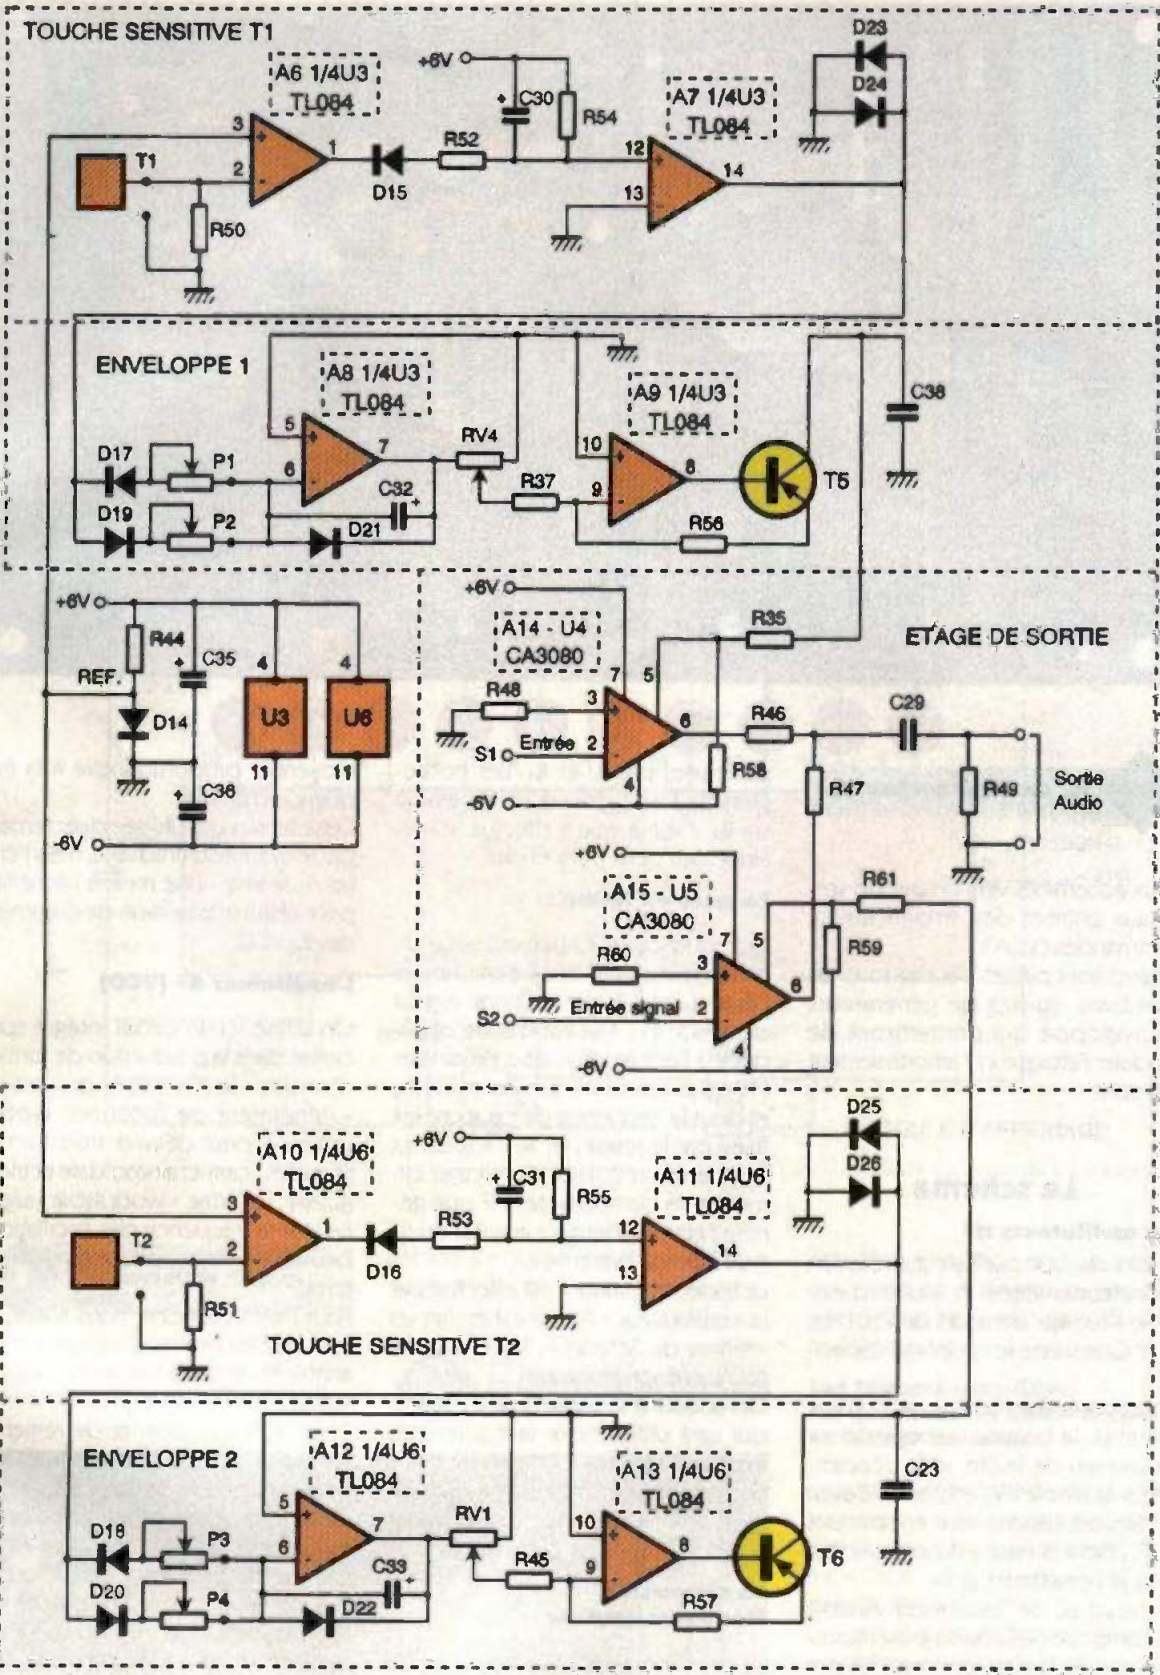 TOUCHE SENSITIVE T1
A6 1/4U3
TL084
+6V
C30
R54
A7 1/4U3
TL084
D23
D24
3
2
1
T1
R50
D15
R52
12
13
14
ENVELOPPE 1
A8 1/4U3
TL084
A9 1/4U3
TL084
C38
D17
P1
D19
P2
5
6
7
C32
D21
RV4
R37
10
9
8
T5
R56
+6V
R44
REF.
D14
C35
C36
-6V
4
U3
11
4
U6
11
+6V
A14 - U4
CA3080
R35
ETAGE DE SORTIE
R48
7
5
3
2
6
4
S1
Entrée
-6V
R46
R58
C29
R47
R49
Sortie
Audio
+6V
A15 - U5
CA3080
R61
R59
R60
7
5
3
2
6
4
S2
Entrée signal
-6V
A10 1/4U6
TL084
+6V
C31
R55
A11 1/4U6
TL084
D25
D26
3
2
1
T2
R51
D16
R53
12
13
14
TOUCHE SENSITIVE T2
ENVELOPPE 2
A12 1/4U6
TL084
A13 1/4U6
TL084
C23
D18
P3
D20
P4
5
6
7
C33
D22
RV1
R45
10
9
8
T6
R57